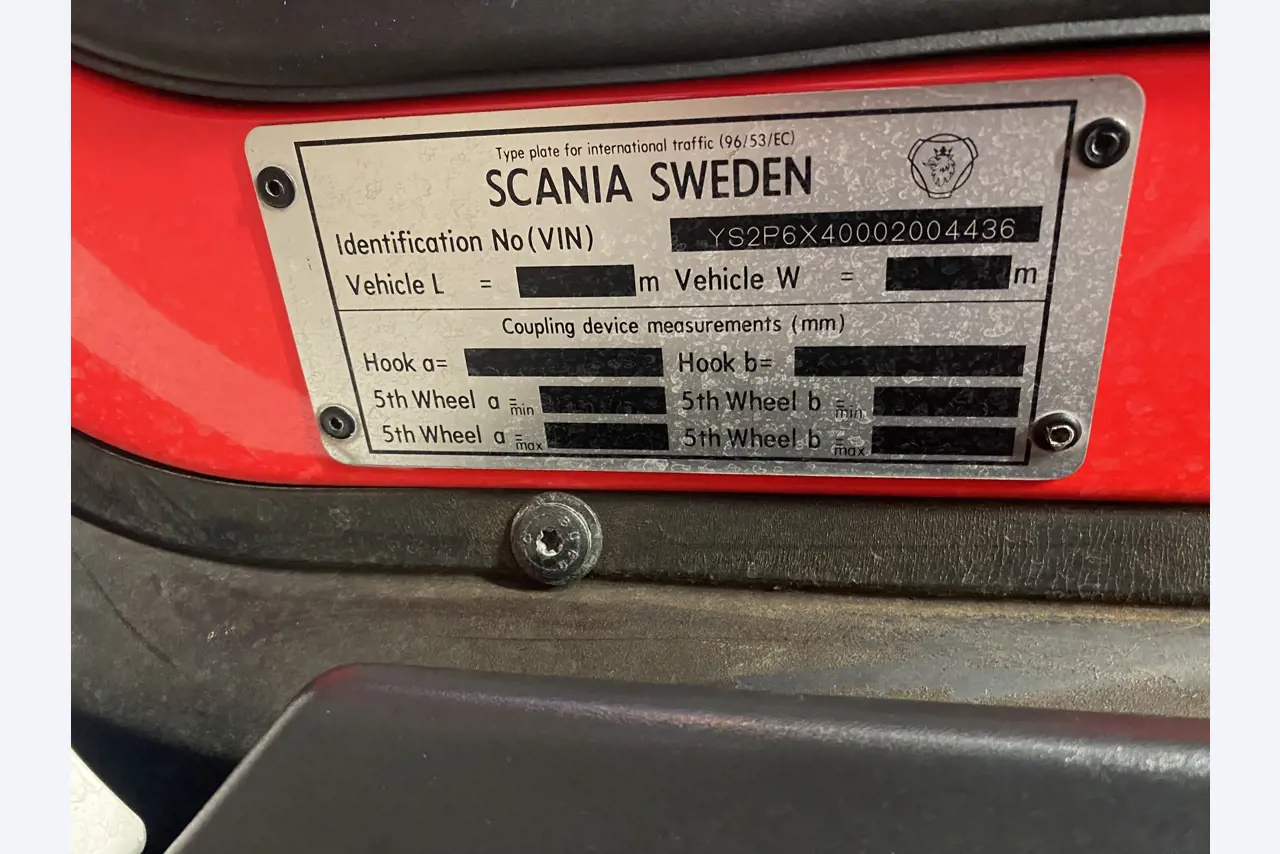 Type plate for international traffic (96/53/EC)
SCANIA SWEDEN
Identification No (VIN) YS2P6X40002004436
Vehicle L = m Vehicle W = m
Coupling device measurements (mm)
Hook a= Hook b=
5th Wheel a = min 5th Wheel b = min
5th Wheel a = max 5th Wheel b = max